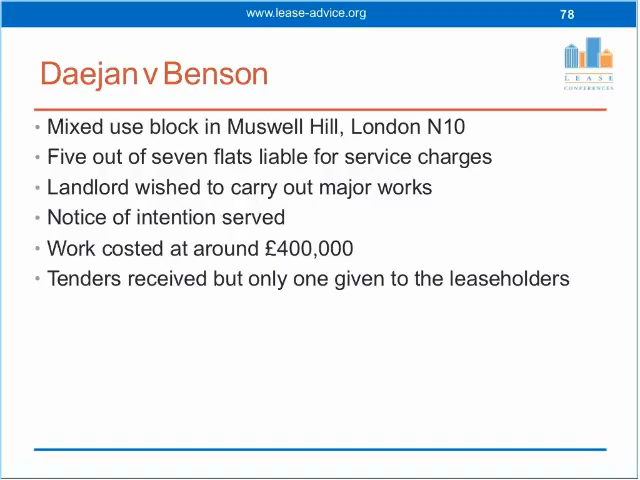 www.lease-advice.org
78
Daejan v Benson
LEASE
CONFERENCES
• Mixed use block in Muswell Hill, London N10
• Five out of seven flats liable for service charges
• Landlord wished to carry out major works
• Notice of intention served
• Work costed at around £400,000
• Tenders received but only one given to the leaseholders